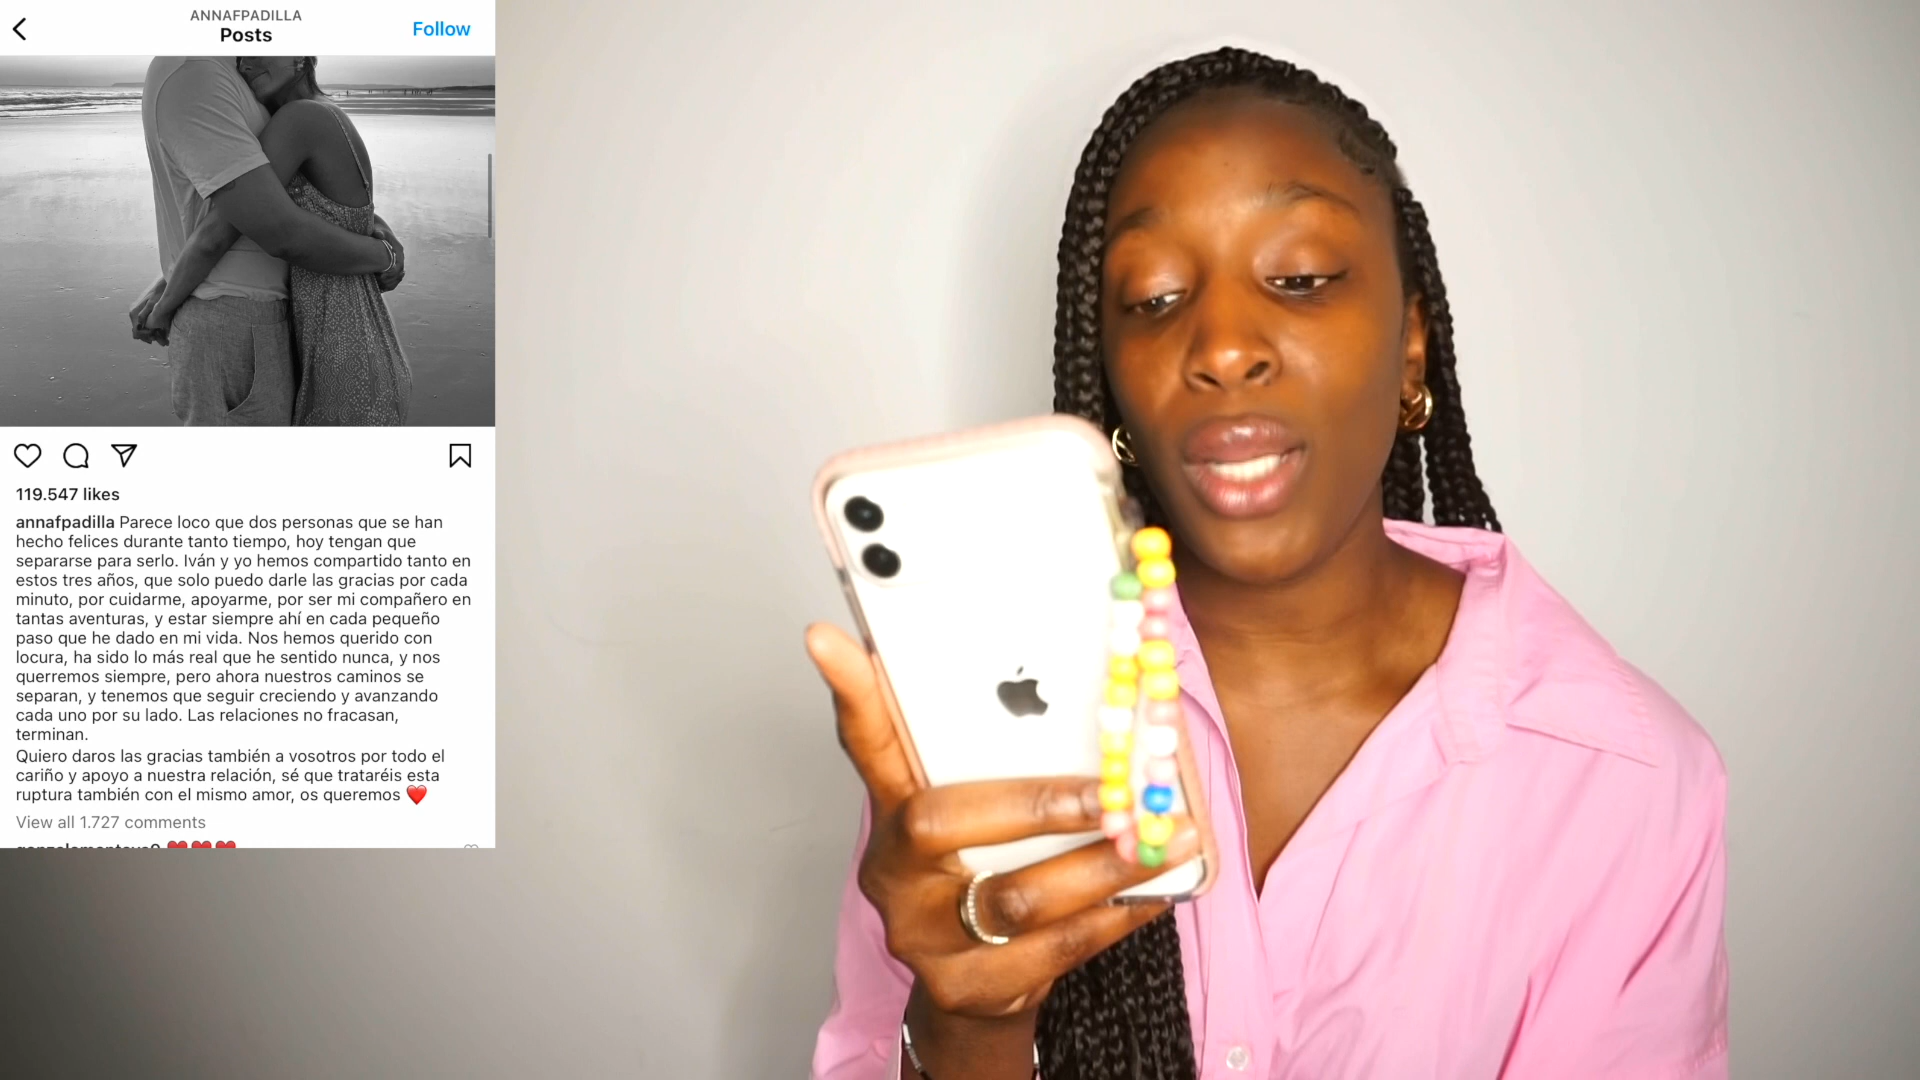 ANNAFPADILLA
Posts
Follow
119.547 likes
annafpadilla Parece loco que dos personas que se han
hecho felices durante tanto tiempo, hoy tengan que
separarse para serlo. Iván y yo hemos compartido tanto en
estos tres años, que solo puedo darle las gracias por cada
minuto, por cuidarme, apoyarme, por ser mi compañero en
tantas aventuras, y estar siempre ahí en cada pequeño
paso que he dado en mi vida. Nos hemos querido con
locura, ha sido lo más real que he sentido nunca, y nos
querremos siempre, pero ahora nuestros caminos se
separan, y tenemos que seguir creciendo y avanzando
cada uno por su lado. Las relaciones no fracasan,
terminan.
Quiero daros las gracias también a vosotros por todo el
cariño y apoyo a nuestra relación, sé que trataréis esta
ruptura también con el mismo amor, os queremos ❤️
View all 1.727 comments